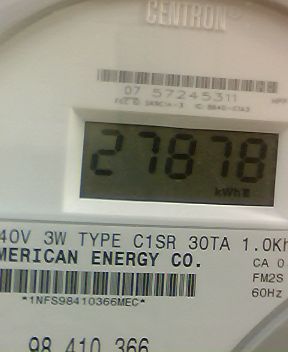 CENTRON
07 57245311
27878
kWh
40V 3W TYPE C1SR 30TA 1.0Kh
MERICAN ENERGY CO.
CA 0
FM2S
60Hz
*1NFS98410366MEC*
98 410 366